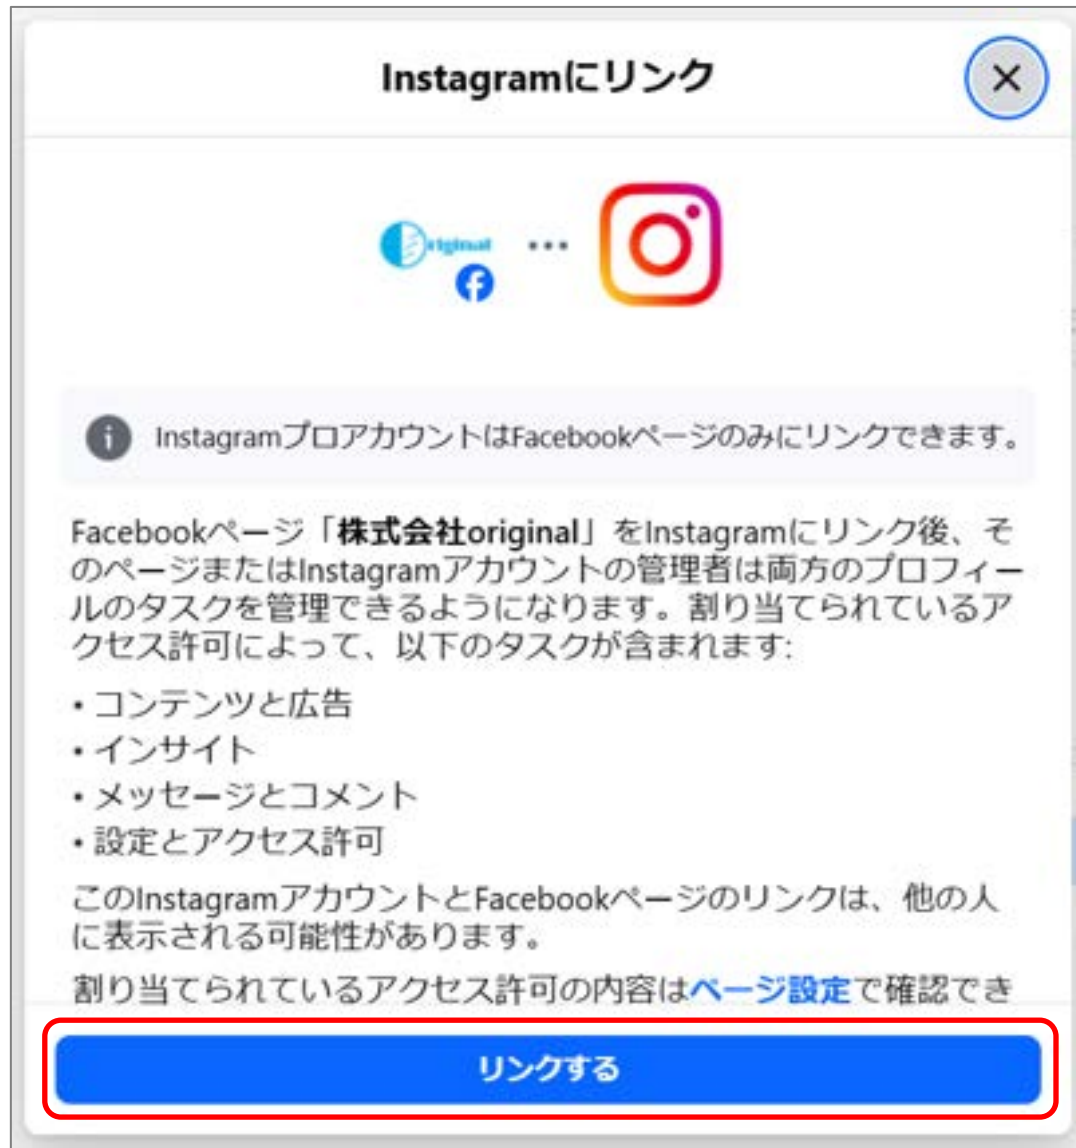 Instagramにリンク
riginal
InstagramプロアカウントはFacebookページのみにリンクできます。
Facebookページ「株式会社original」をInstagramにリンク後、そ
のページまたはInstagramアカウントの管理者は両方のプロフィー
ルのタスクを管理できるようになります。割り当てられているア
クセス許可によって、以下のタスクが含まれます:
• コンテンツと広告
• インサイト
• メッセージとコメント
• 設定とアクセス許可
このInstagramアカウントとFacebookページのリンクは、他の人
に表示される可能性があります。
割り当てられているアクセス許可の内容はページ設定で確認でき
リンクする